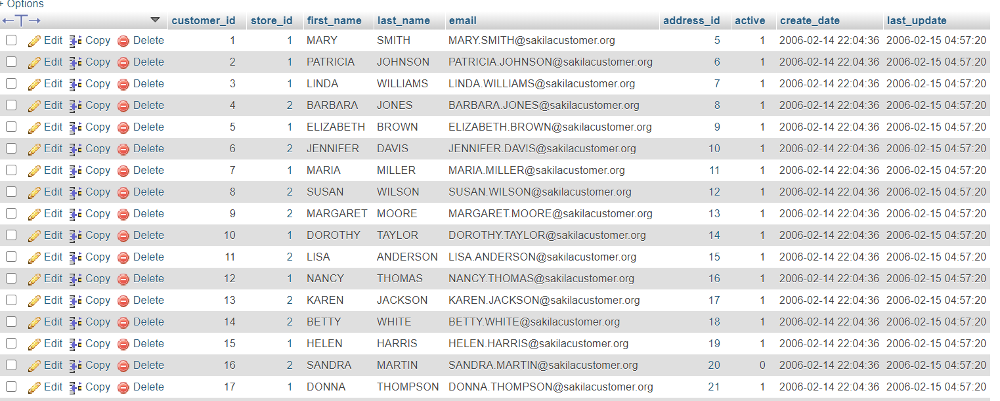 + Options
←T→ customer_id store_id first_name last_name email address_id active create_date last_update
Edit Copy Delete 1 1 MARY SMITH MARY.SMITH@sakilacustomer.org 5 1 2006-02-14 22:04:36 2006-02-15 04:57:20
Edit Copy Delete 2 1 PATRICIA JOHNSON PATRICIA.JOHNSON@sakilacustomer.org 6 1 2006-02-14 22:04:36 2006-02-15 04:57:20
Edit Copy Delete 3 1 LINDA WILLIAMS LINDA.WILLIAMS@sakilacustomer.org 7 1 2006-02-14 22:04:36 2006-02-15 04:57:20
Edit Copy Delete 4 2 BARBARA JONES BARBARA.JONES@sakilacustomer.org 8 1 2006-02-14 22:04:36 2006-02-15 04:57:20
Edit Copy Delete 5 1 ELIZABETH BROWN ELIZABETH.BROWN@sakilacustomer.org 9 1 2006-02-14 22:04:36 2006-02-15 04:57:20
Edit Copy Delete 6 2 JENNIFER DAVIS JENNIFER.DAVIS@sakilacustomer.org 10 1 2006-02-14 22:04:36 2006-02-15 04:57:20
Edit Copy Delete 7 1 MARIA MILLER MARIA.MILLER@sakilacustomer.org 11 1 2006-02-14 22:04:36 2006-02-15 04:57:20
Edit Copy Delete 8 2 SUSAN WILSON SUSAN.WILSON@sakilacustomer.org 12 1 2006-02-14 22:04:36 2006-02-15 04:57:20
Edit Copy Delete 9 2 MARGARET MOORE MARGARET.MOORE@sakilacustomer.org 13 1 2006-02-14 22:04:36 2006-02-15 04:57:20
Edit Copy Delete 10 1 DOROTHY TAYLOR DOROTHY.TAYLOR@sakilacustomer.org 14 1 2006-02-14 22:04:36 2006-02-15 04:57:20
Edit Copy Delete 11 2 LISA ANDERSON LISA.ANDERSON@sakilacustomer.org 15 1 2006-02-14 22:04:36 2006-02-15 04:57:20
Edit Copy Delete 12 1 NANCY THOMAS NANCY.THOMAS@sakilacustomer.org 16 1 2006-02-14 22:04:36 2006-02-15 04:57:20
Edit Copy Delete 13 2 KAREN JACKSON KAREN.JACKSON@sakilacustomer.org 17 1 2006-02-14 22:04:36 2006-02-15 04:57:20
Edit Copy Delete 14 2 BETTY WHITE BETTY.WHITE@sakilacustomer.org 18 1 2006-02-14 22:04:36 2006-02-15 04:57:20
Edit Copy Delete 15 1 HELEN HARRIS HELEN.HARRIS@sakilacustomer.org 19 1 2006-02-14 22:04:36 2006-02-15 04:57:20
Edit Copy Delete 16 2 SANDRA MARTIN SANDRA.MARTIN@sakilacustomer.org 20 0 2006-02-14 22:04:36 2006-02-15 04:57:20
Edit Copy Delete 17 1 DONNA THOMPSON DONNA.THOMPSON@sakilacustomer.org 21 1 2006-02-14 22:04:36 2006-02-15 04:57:20